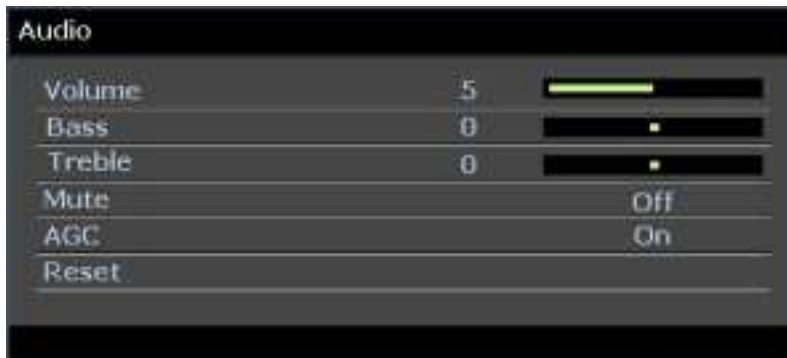 Audio
Volume 5
Bass 0
Treble 0
Mute Off
AGC On
Reset